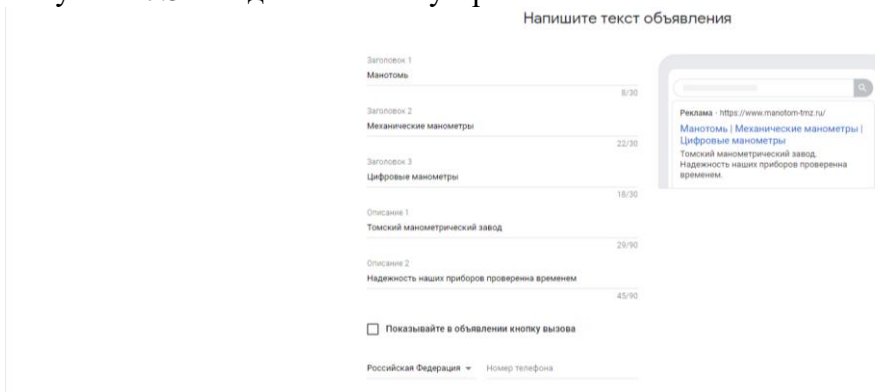 Напишите текст объявления
Заголовок 1
Манотомь
8/30
Заголовок 2
Механические манометры
22/30
Заголовок 3
Цифровые манометры
18/30
Описание 1
Томский манометрический завод
29/90
Описание 2
Надежность наших приборов проверенна временем
45/90
Показывайте в объявлении кнопку вызова
Российская Федерация
Номер телефона
Реклама · https://www.manotom-tmz.ru/
Манотомь | Механические манометры |
Цифровые манометры
Томский манометрический завод.
Надежность наших приборов проверенна
временем.